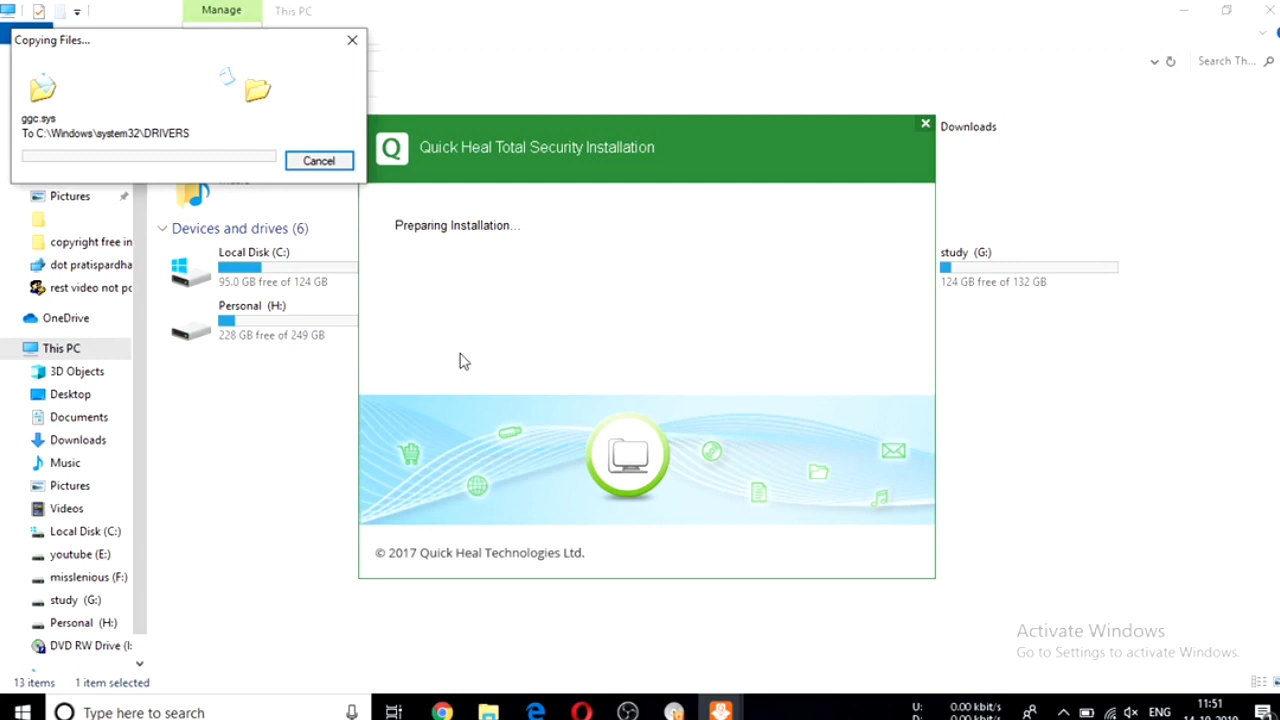 Manage
This PC
Copying Files...
ggc.sys
To C:\Windows\system32\DRIVERS
Cancel
Search Th...
Quick Heal Total Security Installation
Downloads
Preparing Installation...
Pictures
copyright free in
dot pratispardha
rest video not po
OneDrive
This PC
3D Objects
Desktop
Documents
Downloads
Music
Pictures
Videos
Local Disk (C:)
youtube (E:)
misslenious (F:)
study (G:)
Personal (H:)
DVD RW Drive (I:
Devices and drives (6)
Local Disk (C:)
95.0 GB free of 124 GB
Personal (H:)
228 GB free of 249 GB
study (G:)
124 GB free of 132 GB
Q
© 2017 Quick Heal Technologies Ltd.
Activate Windows
Go to Settings to activate Windows.
13 items
1 item selected
Type here to search
U: 0.00 kbit/s
D: 0.00 kbit/s
ENG
11:51